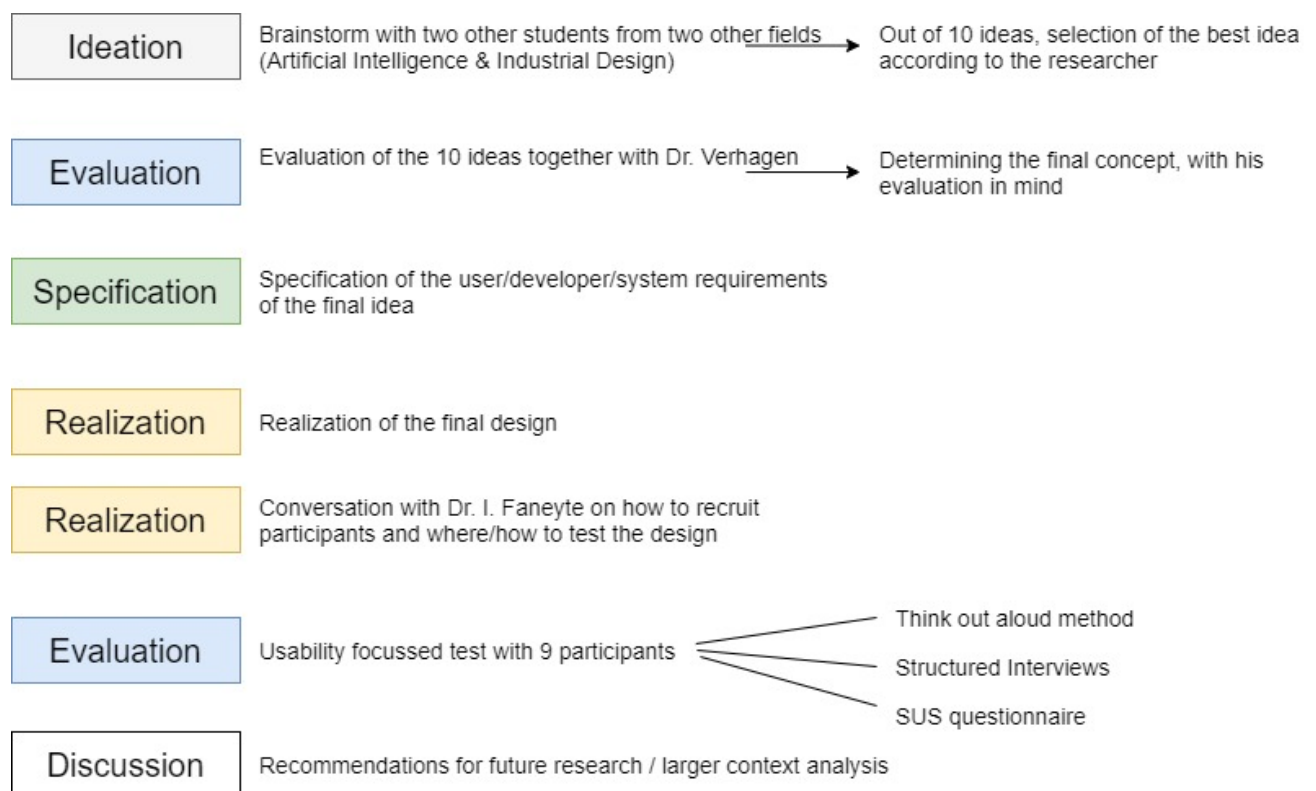 Ideation
Brainstorm with two other students from two other fields
(Artificial Intelligence & Industrial Design)
Out of 10 ideas, selection of the best idea
according to the researcher
Evaluation
Evaluation of the 10 ideas together with Dr. Verhagen
Determining the final concept, with his
evaluation in mind
Specification
Specification of the user/developer/system requirements
of the final idea
Realization
Realization of the final design
Realization
Conversation with Dr. I. Faneyte on how to recruit
participants and where/how to test the design
Evaluation
Usability focussed test with 9 participants
Think out aloud method
Structured Interviews
SUS questionnaire
Discussion
Recommendations for future research / larger context analysis